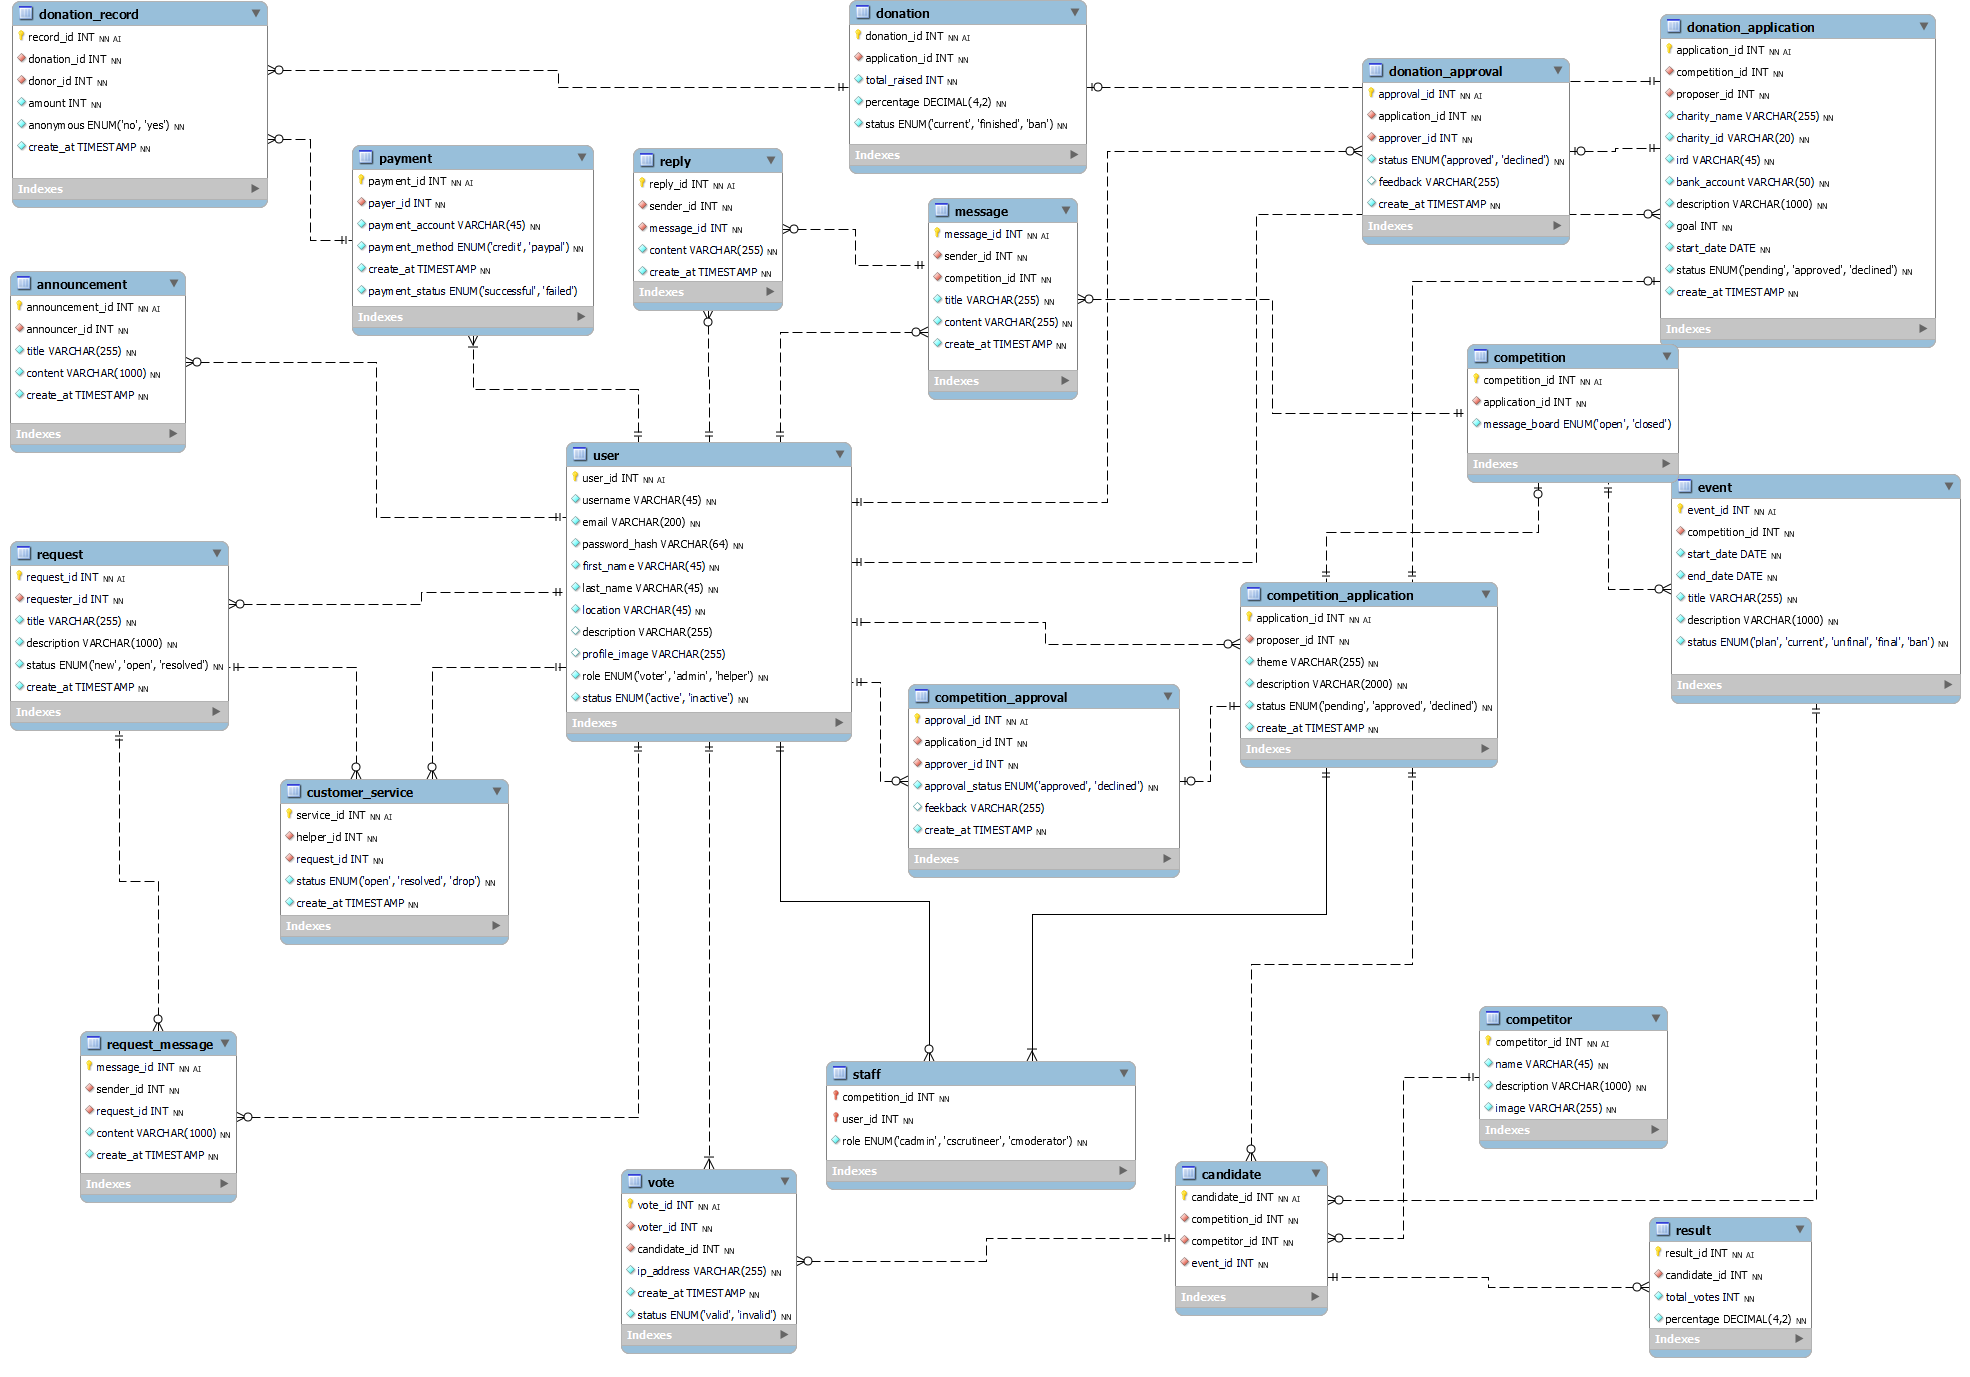 donation_record
record_id INT NN AI
donation_id INT NN
donor_id INT NN
amount INT NN
anonymous ENUM('no', 'yes') NN
create_at TIMESTAMP NN
Indexes
donation
donation_id INT NN AI
application_id INT NN
total_raised INT NN
percentage DECIMAL(4,2) NN
status ENUM('current', 'finished', 'ban') NN
Indexes
donation_approval
approval_id INT NN AI
application_id INT NN
approver_id INT NN
status ENUM('approved', 'declined') NN
feedback VARCHAR(255)
create_at TIMESTAMP NN
Indexes
donation_application
application_id INT NN AI
competition_id INT NN
proposer_id INT NN
charity_name VARCHAR(255) NN
charity_id VARCHAR(20) NN
ird VARCHAR(45) NN
bank_account VARCHAR(50) NN
description VARCHAR(1000) NN
goal INT NN
start_date DATE NN
status ENUM('pending', 'approved', 'declined') NN
create_at TIMESTAMP NN
Indexes
payment
payment_id INT NN AI
payer_id INT NN
payment_account VARCHAR(45) NN
payment_method ENUM('credit', 'paypal') NN
create_at TIMESTAMP NN
payment_status ENUM('successful', 'failed')
Indexes
reply
reply_id INT NN AI
sender_id INT NN
message_id INT NN
content VARCHAR(255) NN
create_at TIMESTAMP NN
Indexes
message
message_id INT NN AI
sender_id INT NN
competition_id INT NN
title VARCHAR(255) NN
content VARCHAR(255) NN
create_at TIMESTAMP NN
Indexes
announcement
announcement_id INT NN AI
announcer_id INT NN
title VARCHAR(255) NN
content VARCHAR(1000) NN
create_at TIMESTAMP NN
Indexes
competition
competition_id INT NN AI
application_id INT NN
message_board ENUM('open', 'closed')
Indexes
user
user_id INT NN AI
username VARCHAR(45) NN
email VARCHAR(200) NN
password_hash VARCHAR(64) NN
first_name VARCHAR(45) NN
last_name VARCHAR(45) NN
location VARCHAR(45) NN
description VARCHAR(255)
profile_image VARCHAR(255)
role ENUM('voter', 'admin', 'helper') NN
status ENUM('active', 'inactive') NN
Indexes
event
event_id INT NN AI
competition_id INT NN
start_date DATE NN
end_date DATE NN
title VARCHAR(255) NN
description VARCHAR(1000) NN
status ENUM('plan', 'current', 'unfinal', 'final', 'ban') NN
Indexes
request
request_id INT NN AI
requester_id INT NN
title VARCHAR(255) NN
description VARCHAR(1000) NN
status ENUM('new', 'open', 'resolved') NN
create_at TIMESTAMP NN
Indexes
competition_application
application_id INT NN AI
proposer_id INT NN
theme VARCHAR(255) NN
description VARCHAR(2000) NN
status ENUM('pending', 'approved', 'declined') NN
create_at TIMESTAMP NN
Indexes
competition_approval
approval_id INT NN AI
application_id INT NN
approver_id INT NN
approval_status ENUM('approved', 'declined') NN
feekback VARCHAR(255)
create_at TIMESTAMP NN
Indexes
customer_service
service_id INT NN AI
helper_id INT NN
request_id INT NN
status ENUM('open', 'resolved', 'drop') NN
create_at TIMESTAMP NN
Indexes
request_message
message_id INT NN AI
sender_id INT NN
request_id INT NN
content VARCHAR(1000) NN
create_at TIMESTAMP NN
Indexes
staff
competition_id INT NN
user_id INT NN
role ENUM('cadmin', 'cscrutineer', 'cmoderator') NN
Indexes
competitor
competitor_id INT NN AI
name VARCHAR(45) NN
description VARCHAR(1000) NN
image VARCHAR(255) NN
Indexes
vote
vote_id INT NN AI
voter_id INT NN
candidate_id INT NN
ip_address VARCHAR(255) NN
create_at TIMESTAMP NN
status ENUM('valid', 'invalid') NN
Indexes
candidate
candidate_id INT NN AI
competition_id INT NN
competitor_id INT NN
event_id INT NN
Indexes
result
result_id INT NN AI
candidate_id INT NN
total_votes INT NN
percentage DECIMAL(4,2) NN
Indexes